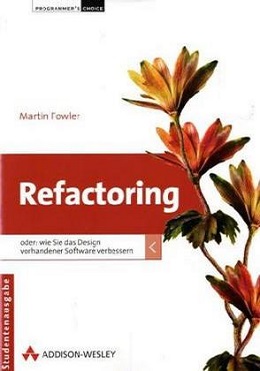 PROGRAMMER'S CHOICE
Martin Fowler
Refactoring
oder: wie Sie das Design
vorhandener Software verbessern
<
Studentenausgabe
ADDISON-WESLEY